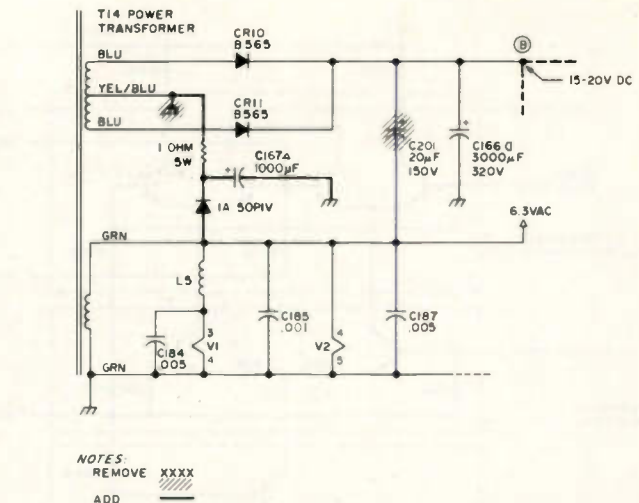 T14 POWER
TRANSFORMER
CR10
B565
B
BLU
15-20V DC
YEL/BLU
CR11
B565
BLU
1 OHM
5W
C167△
1000μF
C201
20μF
150V
C166
3000μF
320V
1A 50PIV
6.3VAC
GRN
L5
C185
.001
C187
.005
C184
.005
3
V1
4
4
V2
5
GRN
NOTES:
REMOVE XXXX
ADD